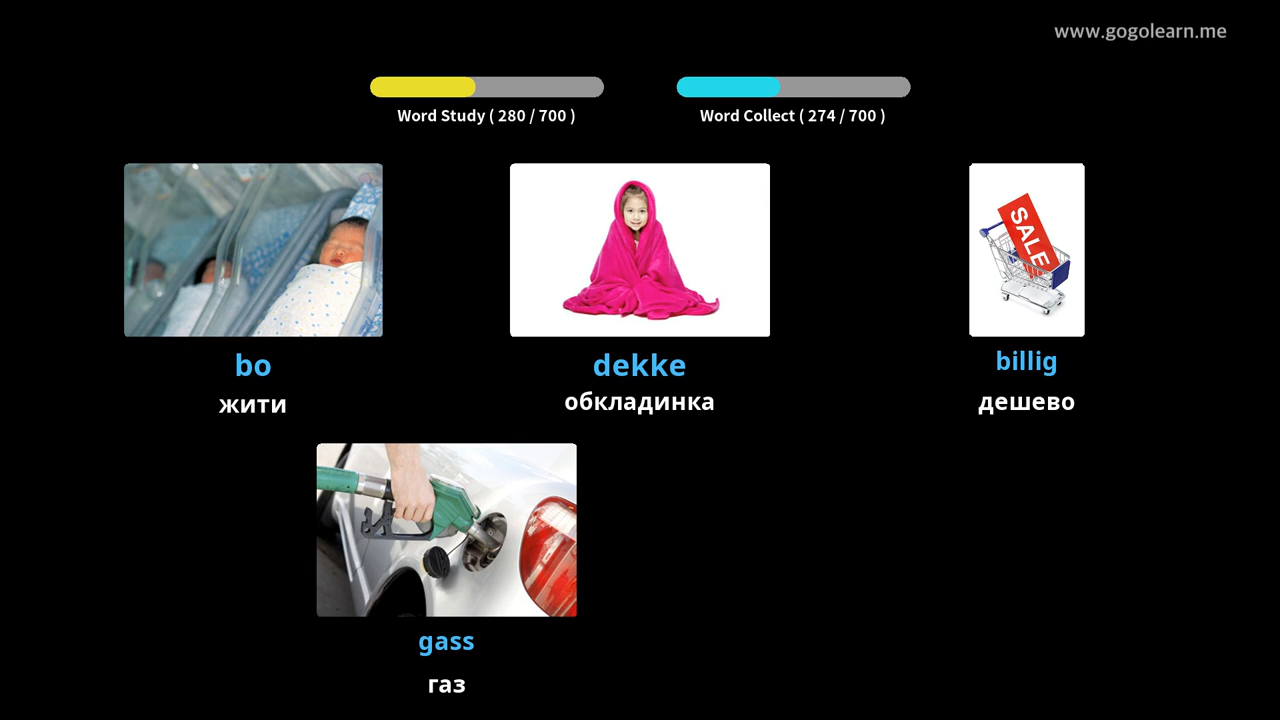 www.gogolearn.me
Word Study ( 280 / 700 )
Word Collect ( 274 / 700 )
SALE
bo
жити
dekke
обкладинка
billig
дешево
gass
газ